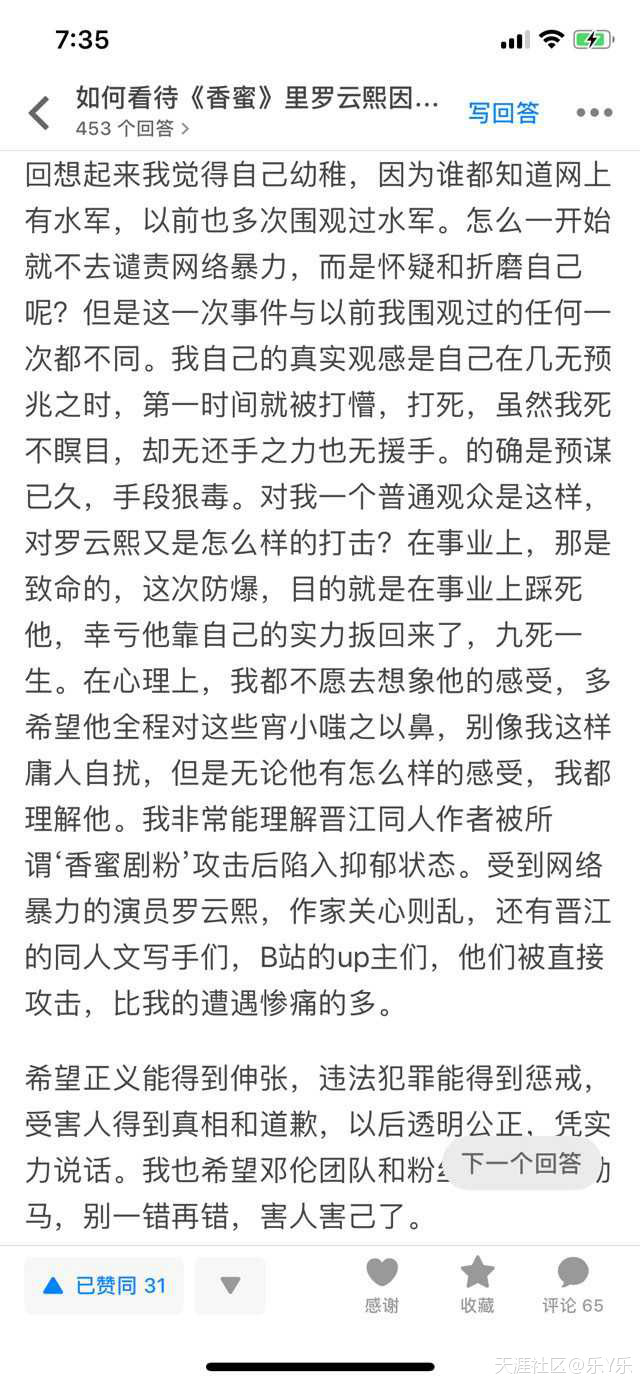 7:35
如何看待《香蜜》里罗云熙因...
453 个回答 >
写回答
回想起来我觉得自己幼稚，因为谁都知道网上
有水军，以前也多次围观过水军。怎么一开始
就不去谴责网络暴力，而是怀疑和折磨自己
呢？但是这一次事件与以前我围观过的任何一
次都不同。我自己的真实观感是自己在几无预
兆之时，第一时间就被打懵，打死，虽然我死
不瞑目，却无还手之力也无援手。的确是预谋
已久，手段狠毒。对我一个普通观众是这样，
对罗云熙又是怎么样的打击？在事业上，那是
致命的，这次防爆，目的就是在事业上踩死
他，幸亏他靠自己的实力扳回来了，九死一
生。在心理上，我都不愿去想象他的感受，多
希望他全程对这些宵小嗤之以鼻，别像我这样
庸人自扰，但是无论他有怎么样的感受，我都
理解他。我非常能理解晋江同人作者被所
谓‘香蜜剧粉’攻击后陷入抑郁状态。受到网络
暴力的演员罗云熙，作家关心则乱，还有晋江
的同人文写手们，B站的up主们，他们被直接
攻击，比我的遭遇惨痛的多。
希望正义能得到伸张，违法犯罪能得到惩戒，
受害人得到真相和道歉，以后透明公正，凭实
力说话。我也希望邓伦团队和粉
下一个回答
马，别一错再错，害人害己了。
已赞同 31
感谢
收藏
评论 65
天涯社区@乐Y乐